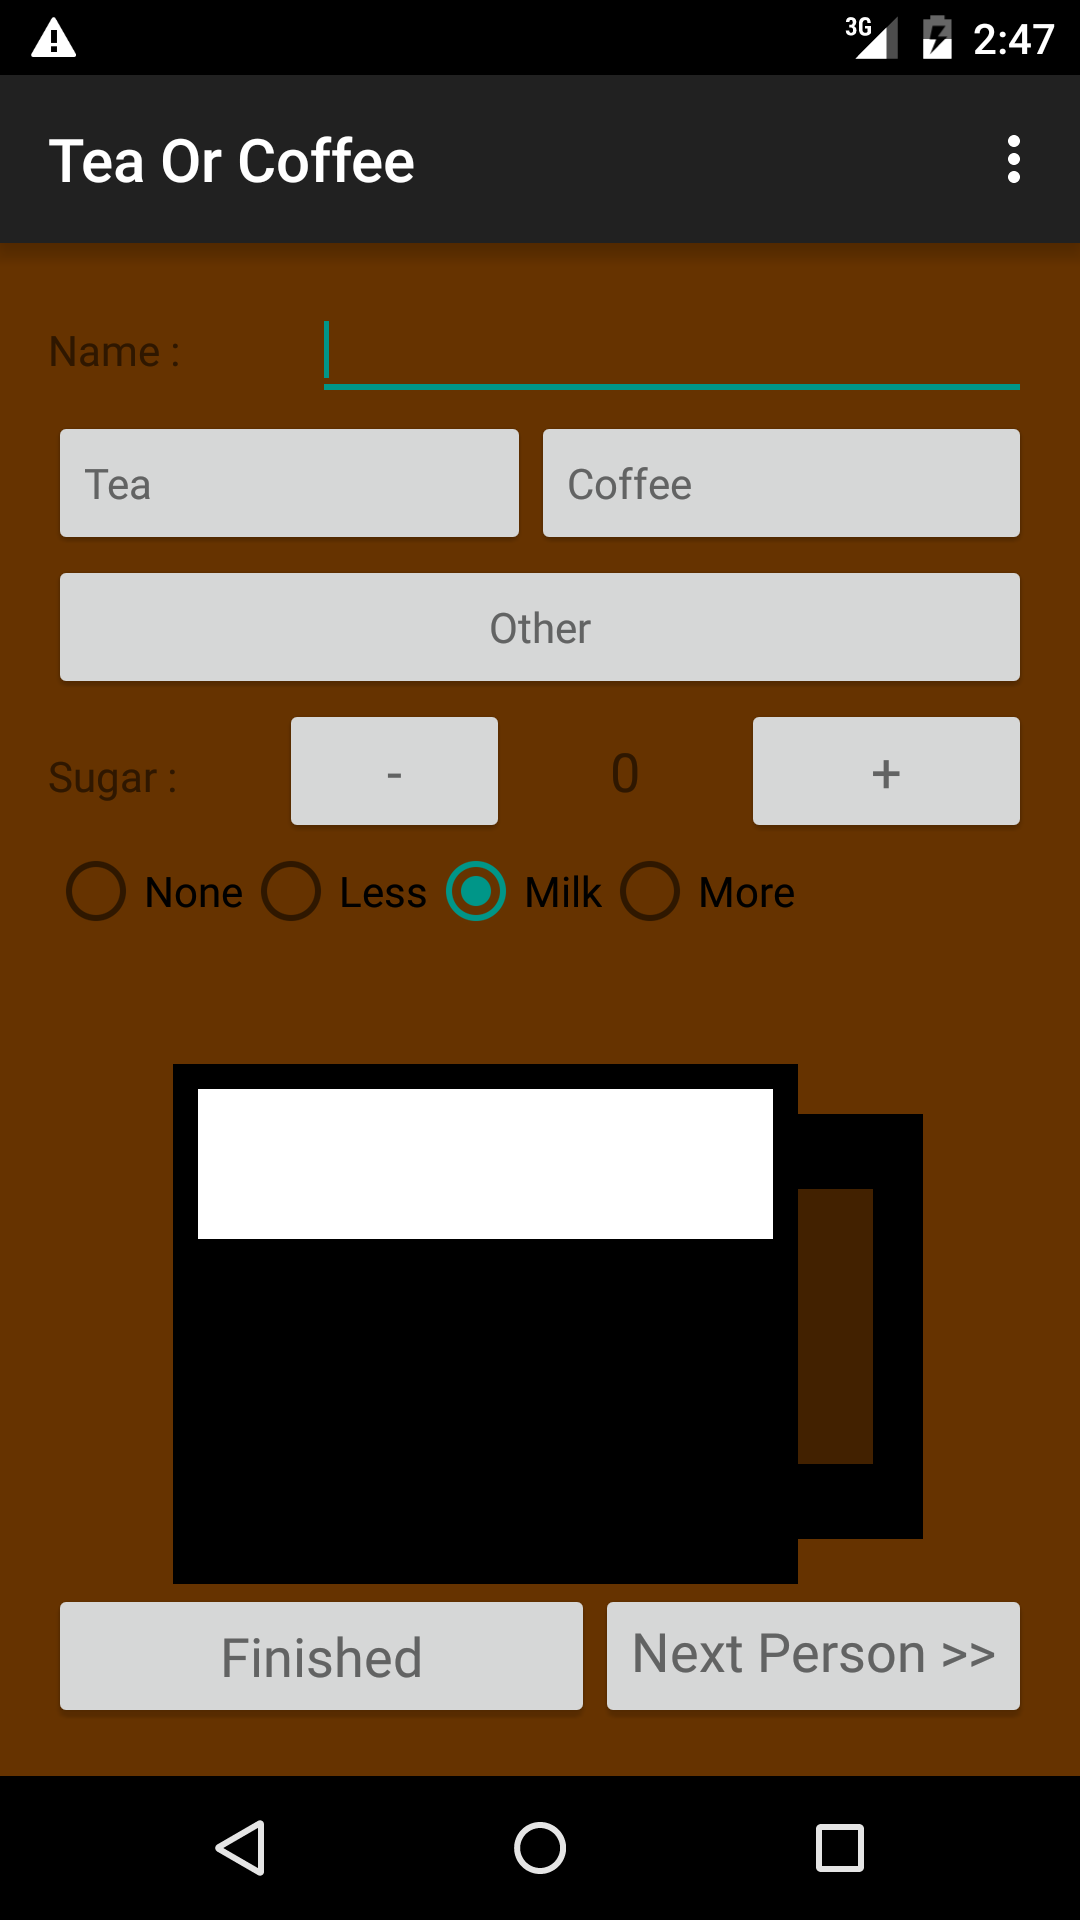 3G 2:47
Tea Or Coffee
Name :
Tea Coffee
Other
Sugar : - 0 +
None Less Milk More
Finished Next Person >>